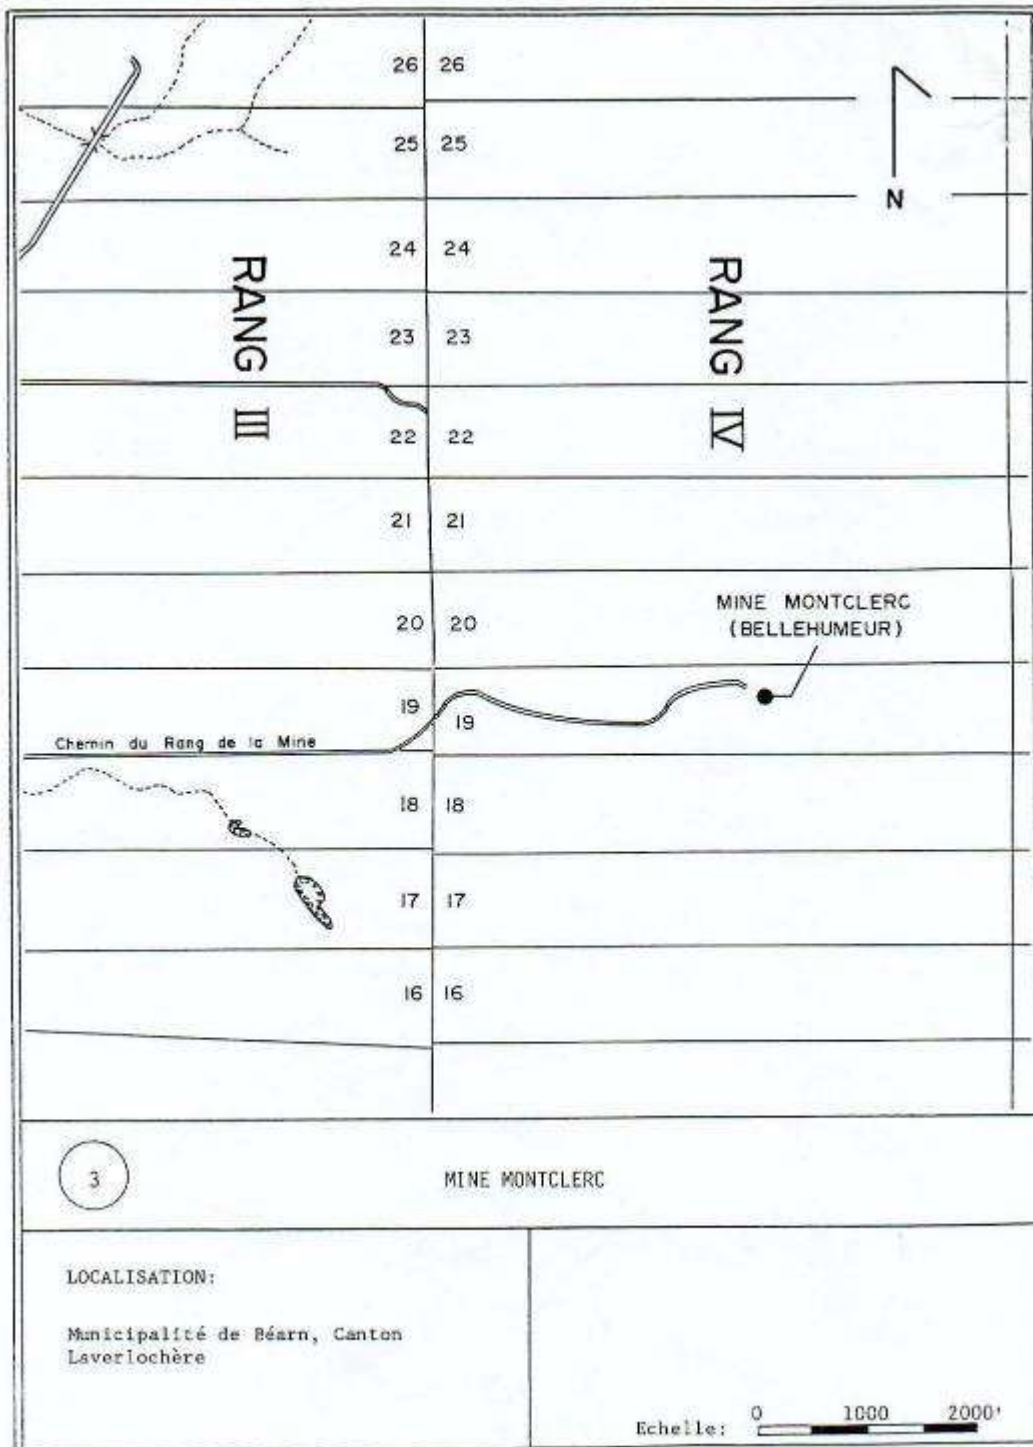 26 26
25 25
N
24 24
RANG III
RANG IV
23 23
22 22
21 21
MINE MONTCLERC
(BELLEHUMEUR)
20 20
19 19
Chemin du Rang de la Mine
18 18
17 17
16 16
3
MINE MONTCLERC
LOCALISATION:
Municipalité de Béarn, Canton
Laverlochère
Echelle: 0 1000 2000'